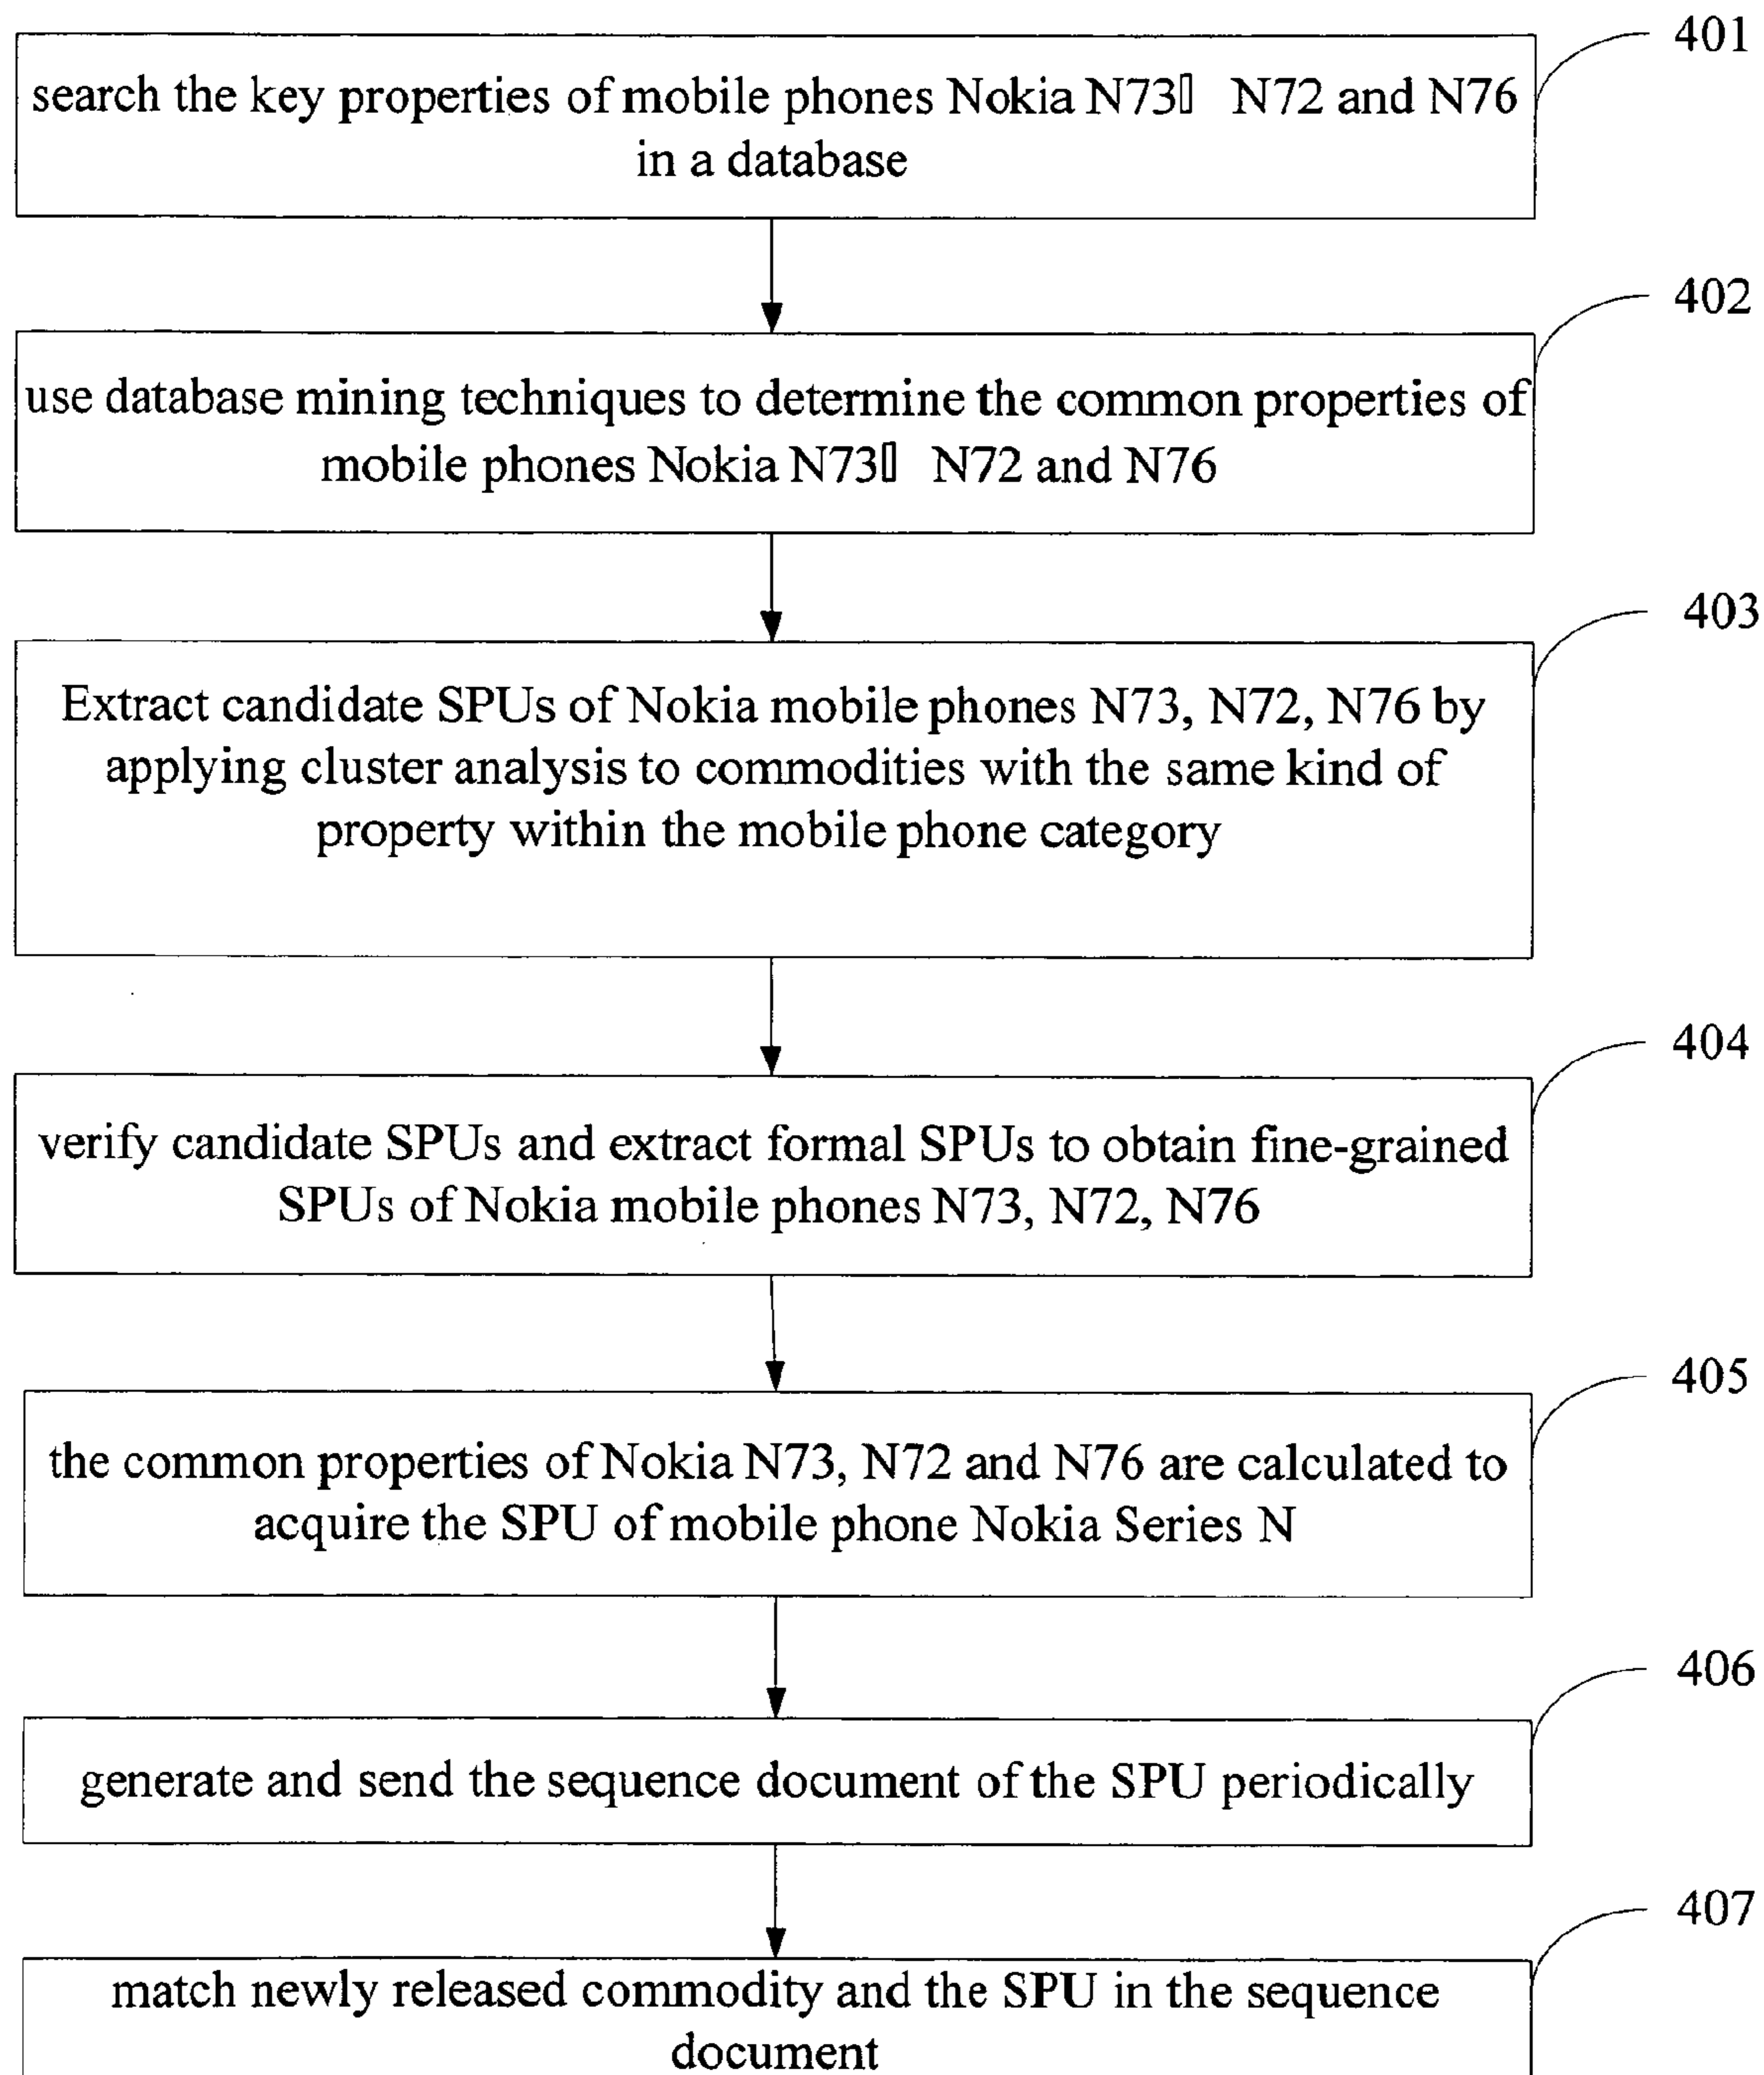 401
search the key properties of mobile phones Nokia N73▯ N72 and N76
in a database
402
use database mining techniques to determine the common properties of
mobile phones Nokia N73▯ N72 and N76
403
Extract candidate SPUs of Nokia mobile phones N73, N72, N76 by
applying cluster analysis to commodities with the same kind of
property within the mobile phone category
404
verify candidate SPUs and extract formal SPUs to obtain fine-grained
SPUs of Nokia mobile phones N73, N72, N76
405
the common properties of Nokia N73, N72 and N76 are calculated to
acquire the SPU of mobile phone Nokia Series N
406
generate and send the sequence document of the SPU periodically
407
match newly released commodity and the SPU in the sequence
document